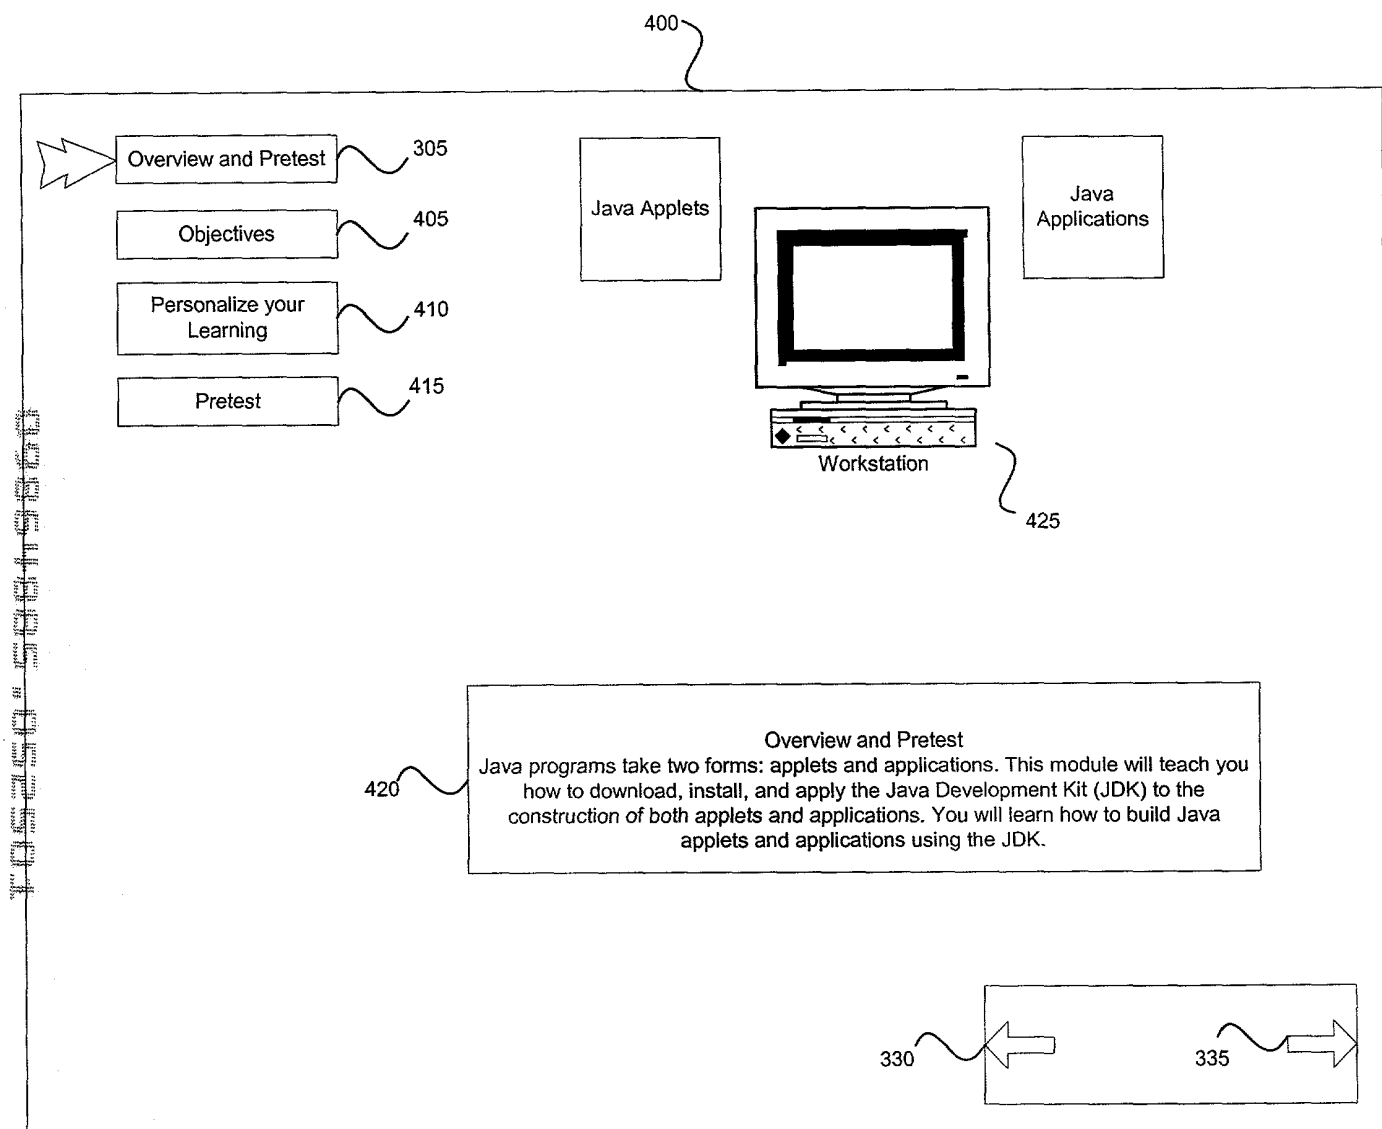 400
Overview and Pretest
305
Objectives
405
Personalize your
Learning
410
Pretest
415
Java Applets
Java
Applications
Workstation
425
Overview and Pretest
Java programs take two forms: applets and applications. This module will teach you
how to download, install, and apply the Java Development Kit (JDK) to the
construction of both applets and applications. You will learn how to build Java
applets and applications using the JDK.
420
330
335